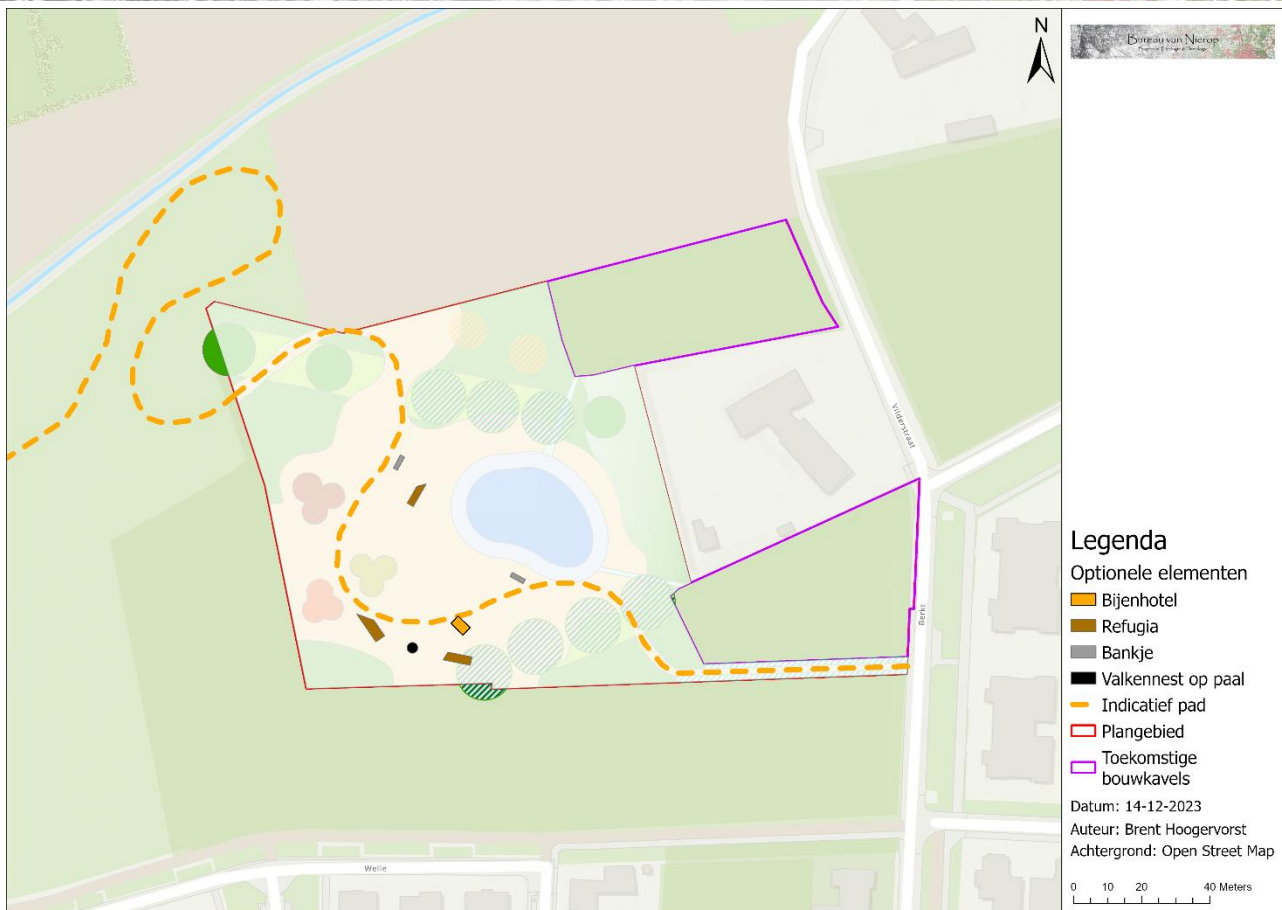 N
Bureau van Nierop
Vilderstraat
Berkt
Welle
Legenda
Optionele elementen
Bijenhotel
Refugia
Bankje
Valkennest op paal
Indicatief pad
Plangebied
Toekomstige
bouwkavels
Datum: 14-12-2023
Auteur: Brent Hoogervorst
Achtergrond: Open Street Map
0 10 20 40 Meters